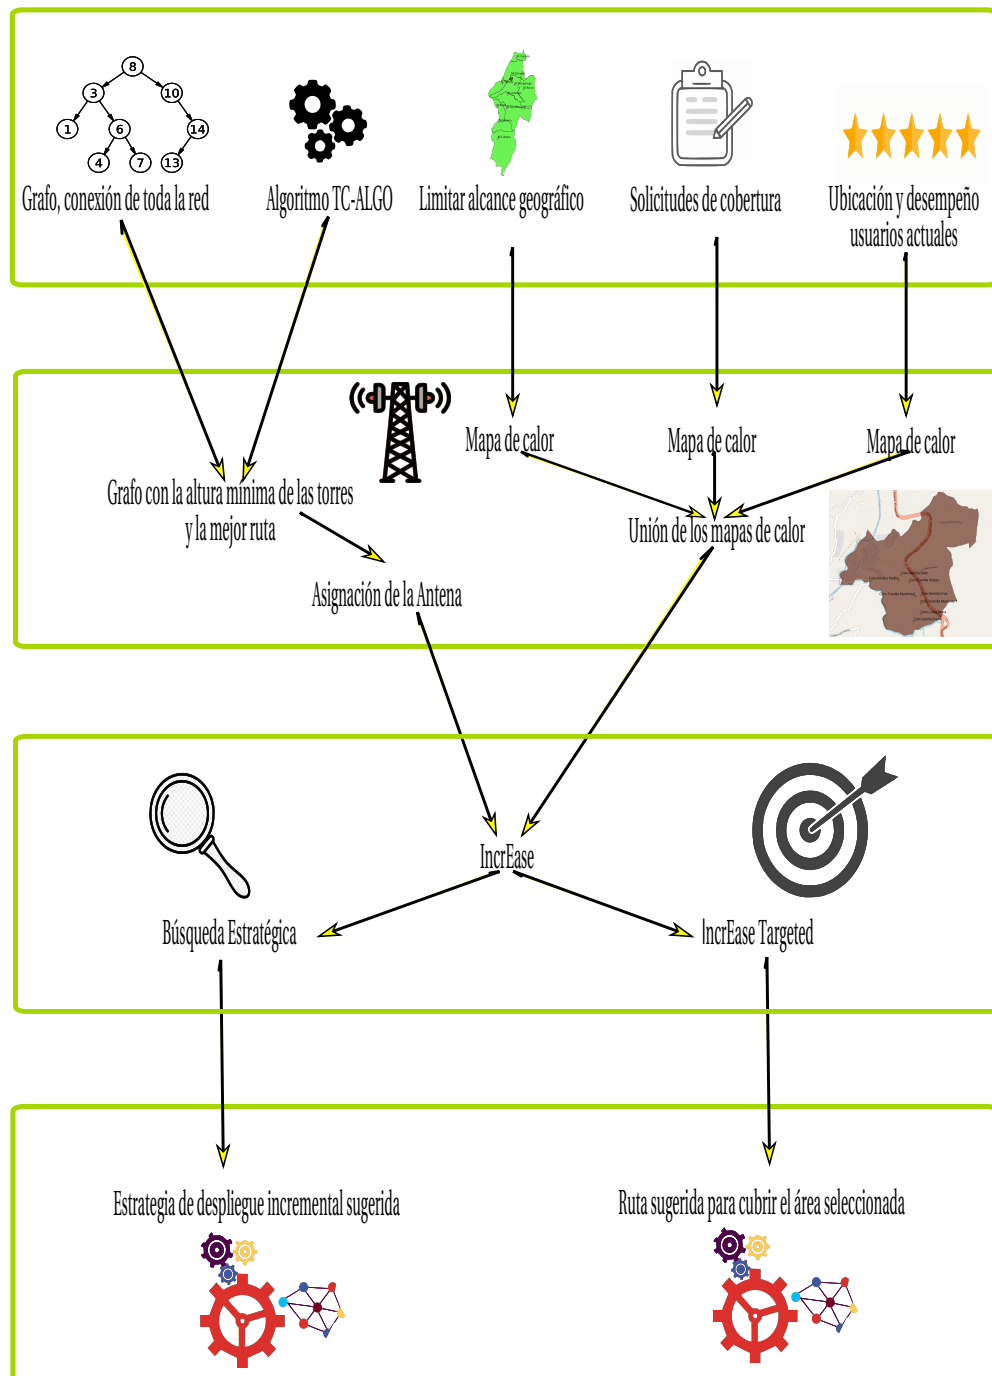 8
3
10
1
6
14
4
7
13
Grafo, conexión de toda la red
Algoritmo TC-ALGO
Limitar alcance geográfico
Solicitudes de cobertura
Ubicación y desempeño
usuarios actuales
Mapa de calor
Mapa de calor
Mapa de calor
Grafo con la altura minima de las torres
y la mejor ruta
Unión de los mapas de calor
Asignación de la Antena
IncrEase
Búsqueda Estratégica
IncrEase Targeted
Estrategia de despliegue incremental sugerida
Ruta sugerida para cubrir el área seleccionada